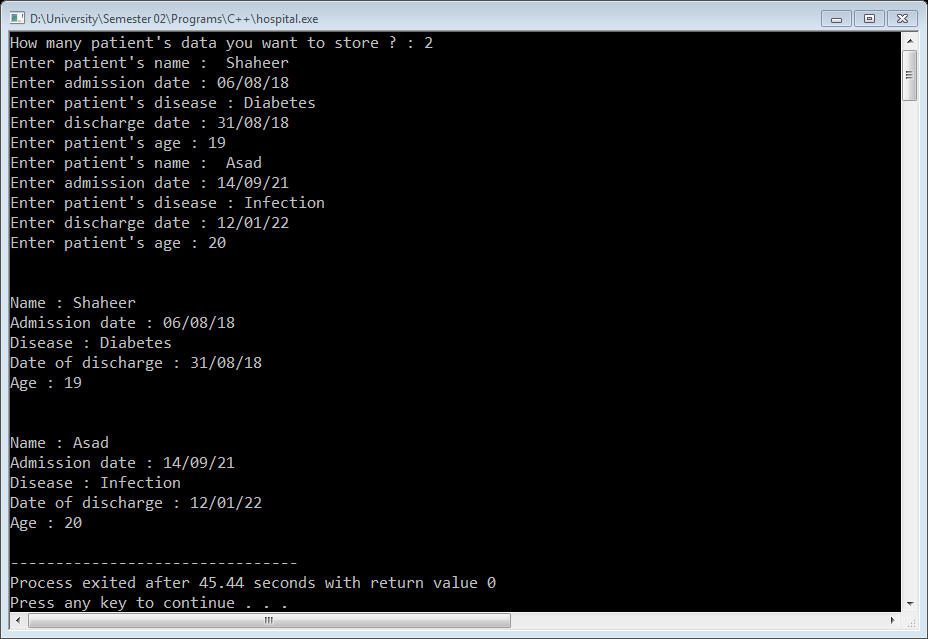 D:\University\Semester 02\Programs\C++\hospital.exe
How many patient's data you want to store ? : 2
Enter patient's name :  Shaheer
Enter admission date : 06/08/18
Enter patient's disease : Diabetes
Enter discharge date : 31/08/18
Enter patient's age : 19
Enter patient's name :  Asad
Enter admission date : 14/09/21
Enter patient's disease : Infection
Enter discharge date : 12/01/22
Enter patient's age : 20
Name : Shaheer
Admission date : 06/08/18
Disease : Diabetes
Date of discharge : 31/08/18
Age : 19
Name : Asad
Admission date : 14/09/21
Disease : Infection
Date of discharge : 12/01/22
Age : 20
--------------------------------
Process exited after 45.44 seconds with return value 0
Press any key to continue . . .